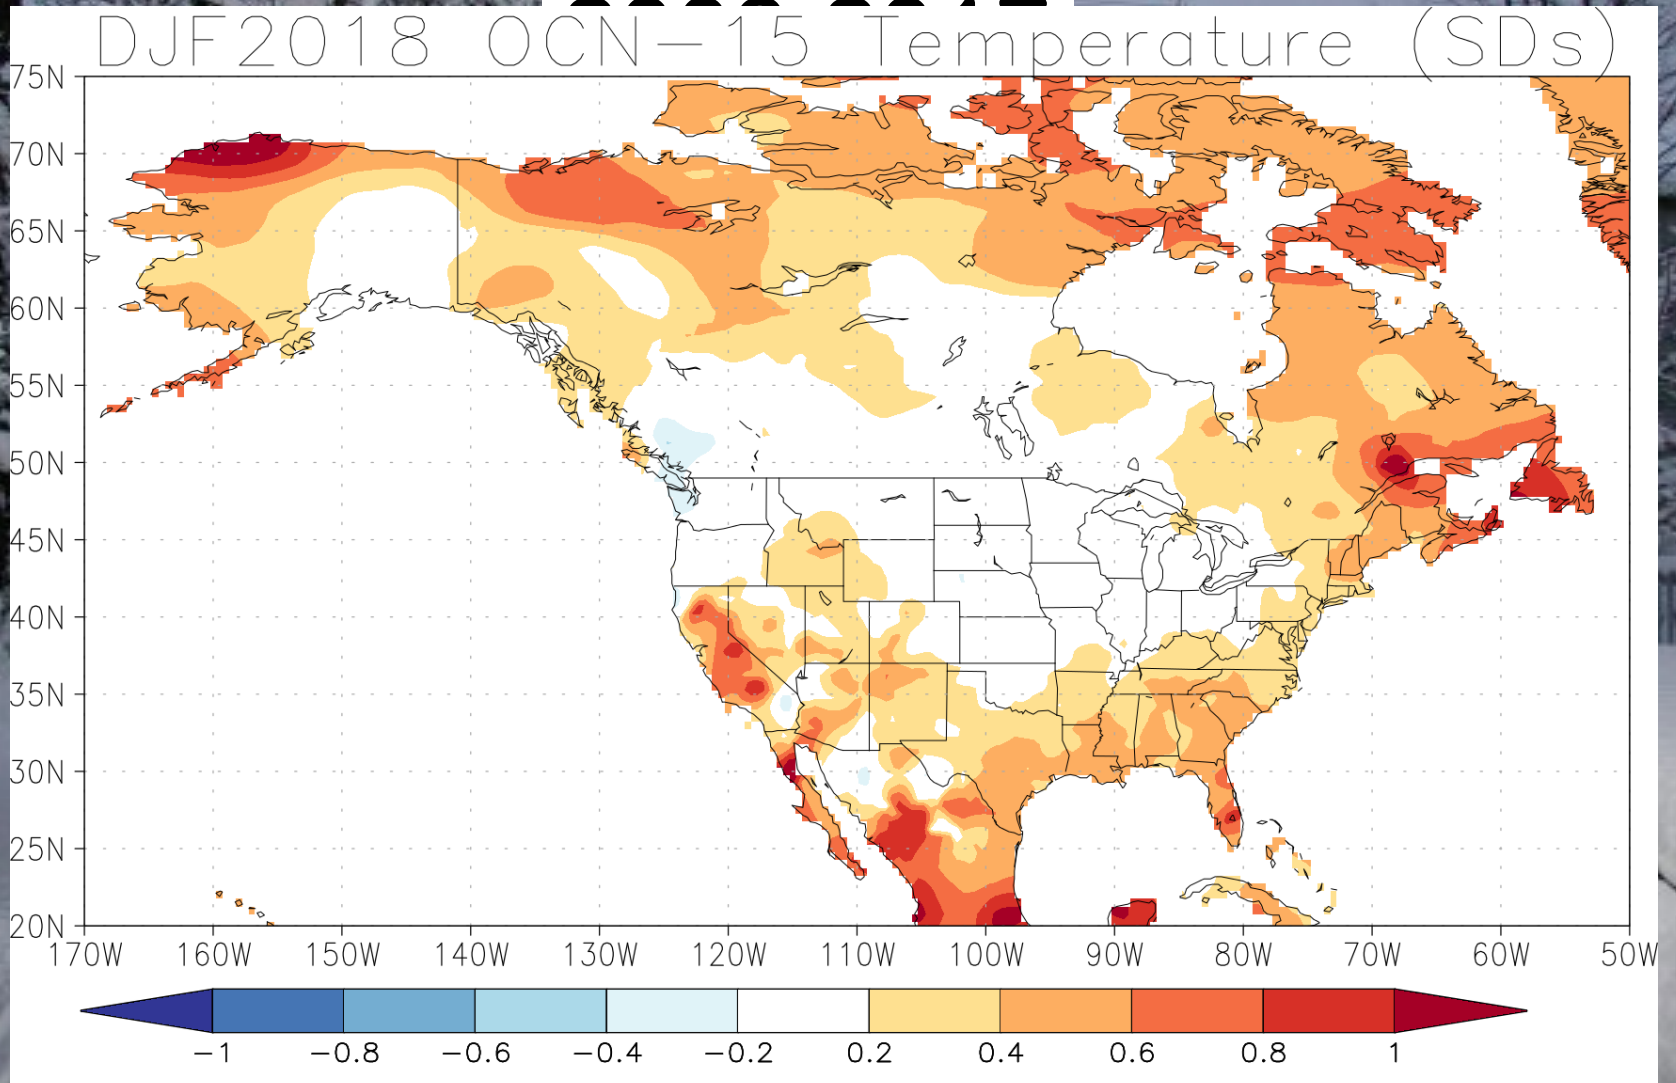 DJF2018 OCN-15 Temperature (SDs)
75N
70N
65N
60N
55N
50N
45N
40N
35N
30N
25N
20N
170W 160W 150W 140W 130W 120W 110W 100W 90W 80W 70W 60W 50W
-1 -0.8 -0.6 -0.4 -0.2 0.2 0.4 0.6 0.8 1